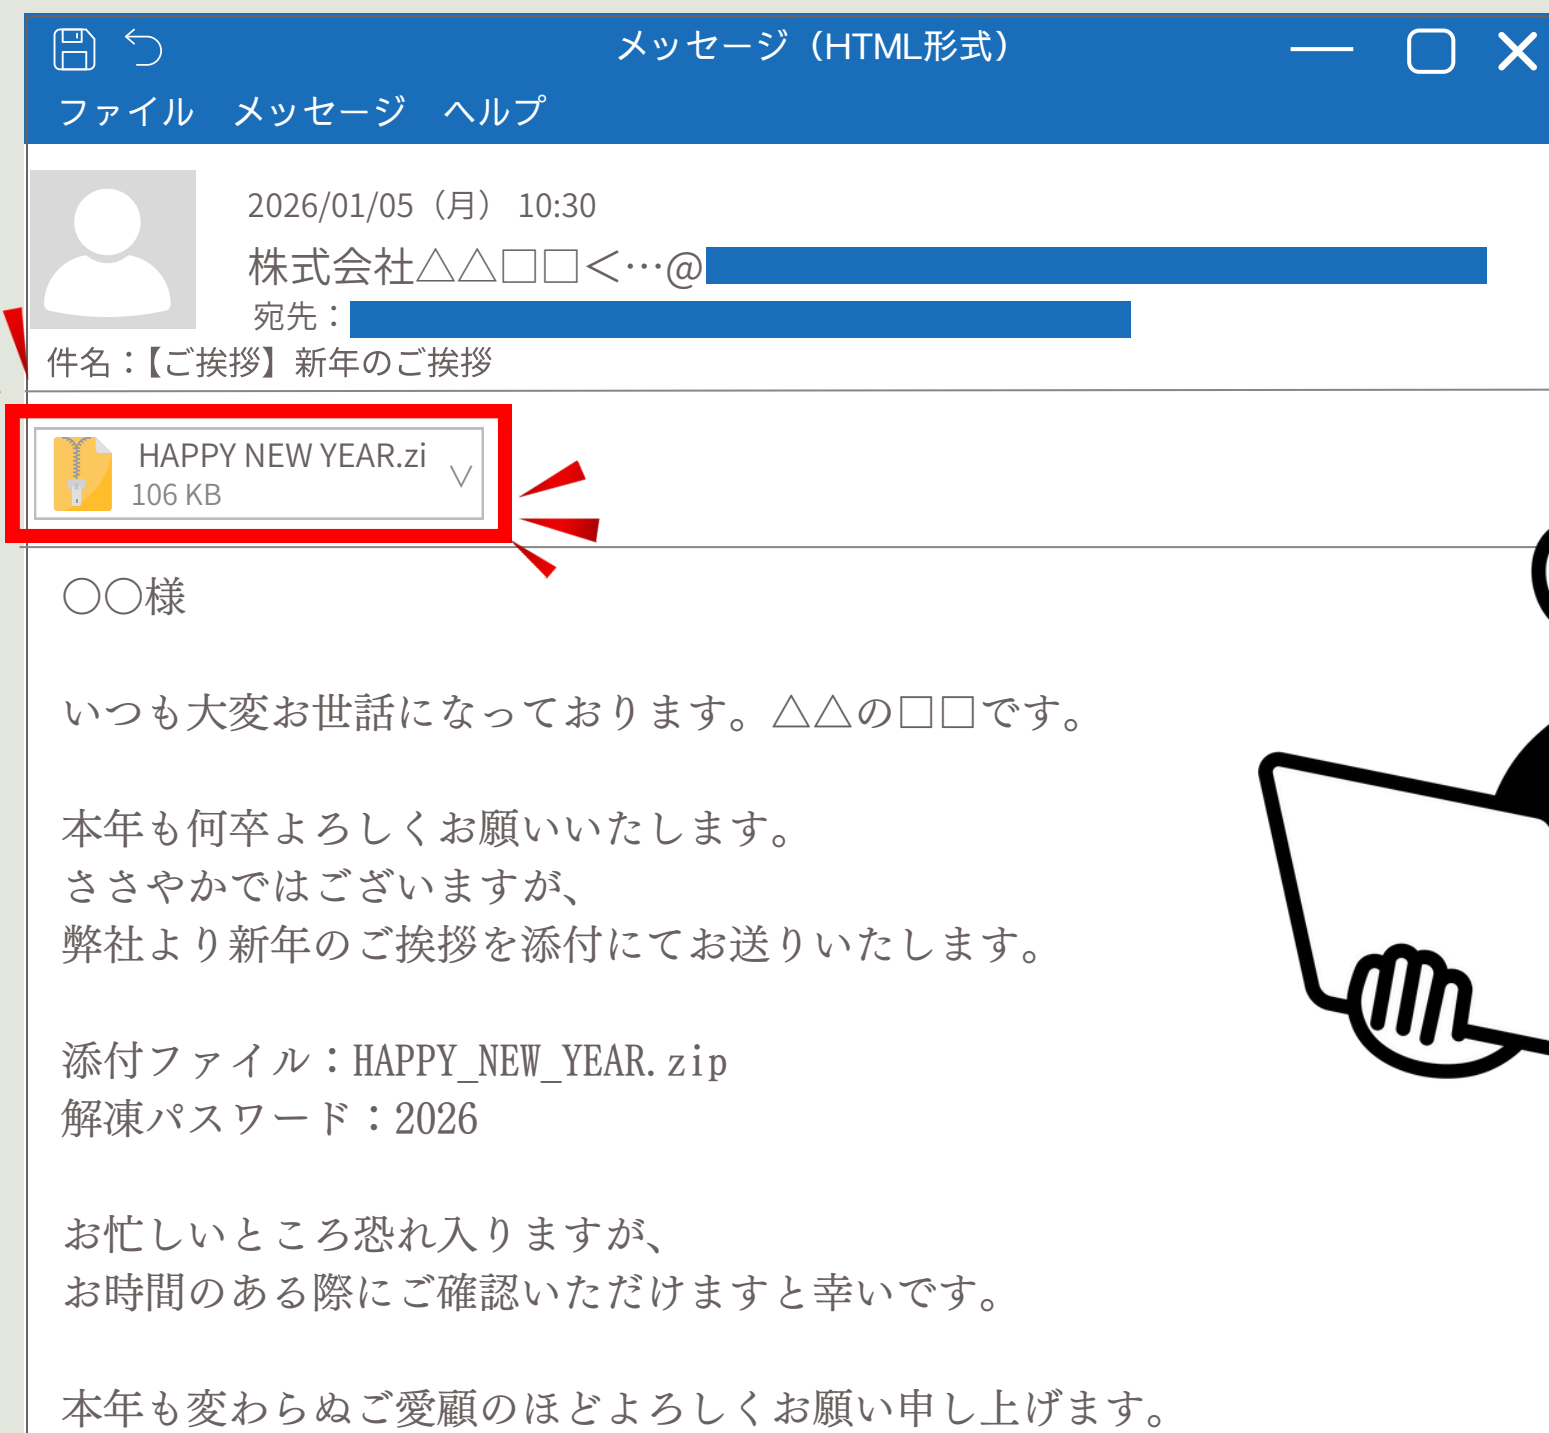 メッセージ（HTML形式）
ファイル メッセージ ヘルプ
2026/01/05（月） 10:30
株式会社△△□□＜…@
宛先：
件名：【ご挨拶】新年のご挨拶
HAPPY NEW YEAR.zi
106 KB
〇〇様
いつも大変お世話になっております。△△の□□です。
本年も何卒よろしくお願いいたします。
ささやかではございますが、
弊社より新年のご挨拶を添付にてお送りいたします。
添付ファイル：HAPPY_NEW_YEAR.zip
解凍パスワード：2026
お忙しいところ恐れ入りますが、
お時間のある際にご確認いただけますと幸いです。
本年も変わらぬご愛顧のほどよろしくお願い申し上げます。